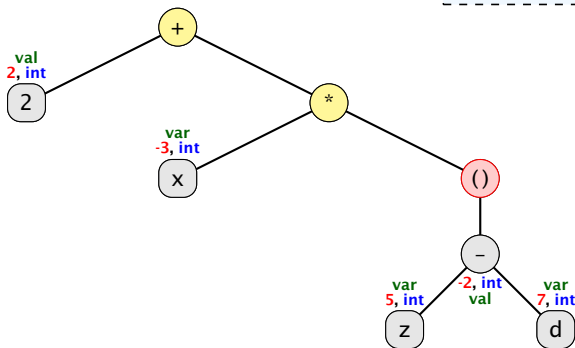 +
val
2, int
2
*
var
-3, int
x
()
–
-2, int
val
var
5, int
z
var
7, int
d